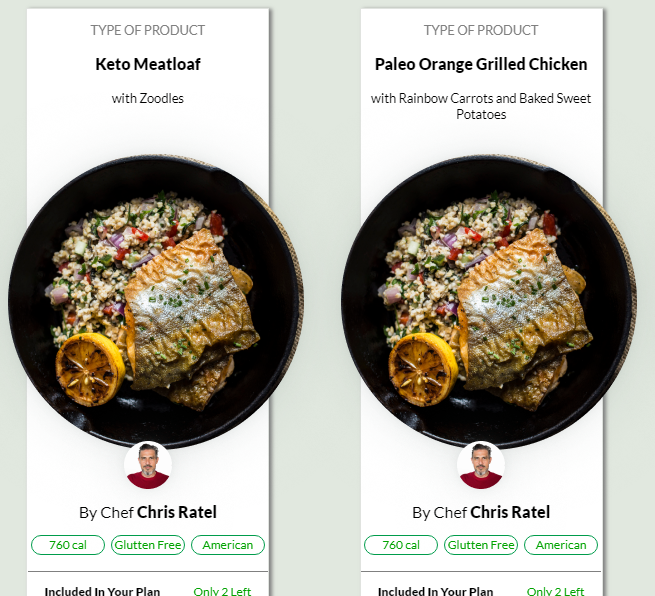 TYPE OF PRODUCT
Keto Meatloaf
with Zoodles
By Chef Chris Ratel
760 cal
Gluten Free
American
Included In Your Plan
Only 2 Left
TYPE OF PRODUCT
Paleo Orange Grilled Chicken
with Rainbow Carrots and Baked Sweet
Potatoes
By Chef Chris Ratel
760 cal
Gluten Free
American
Included In Your Plan
Only 2 Left